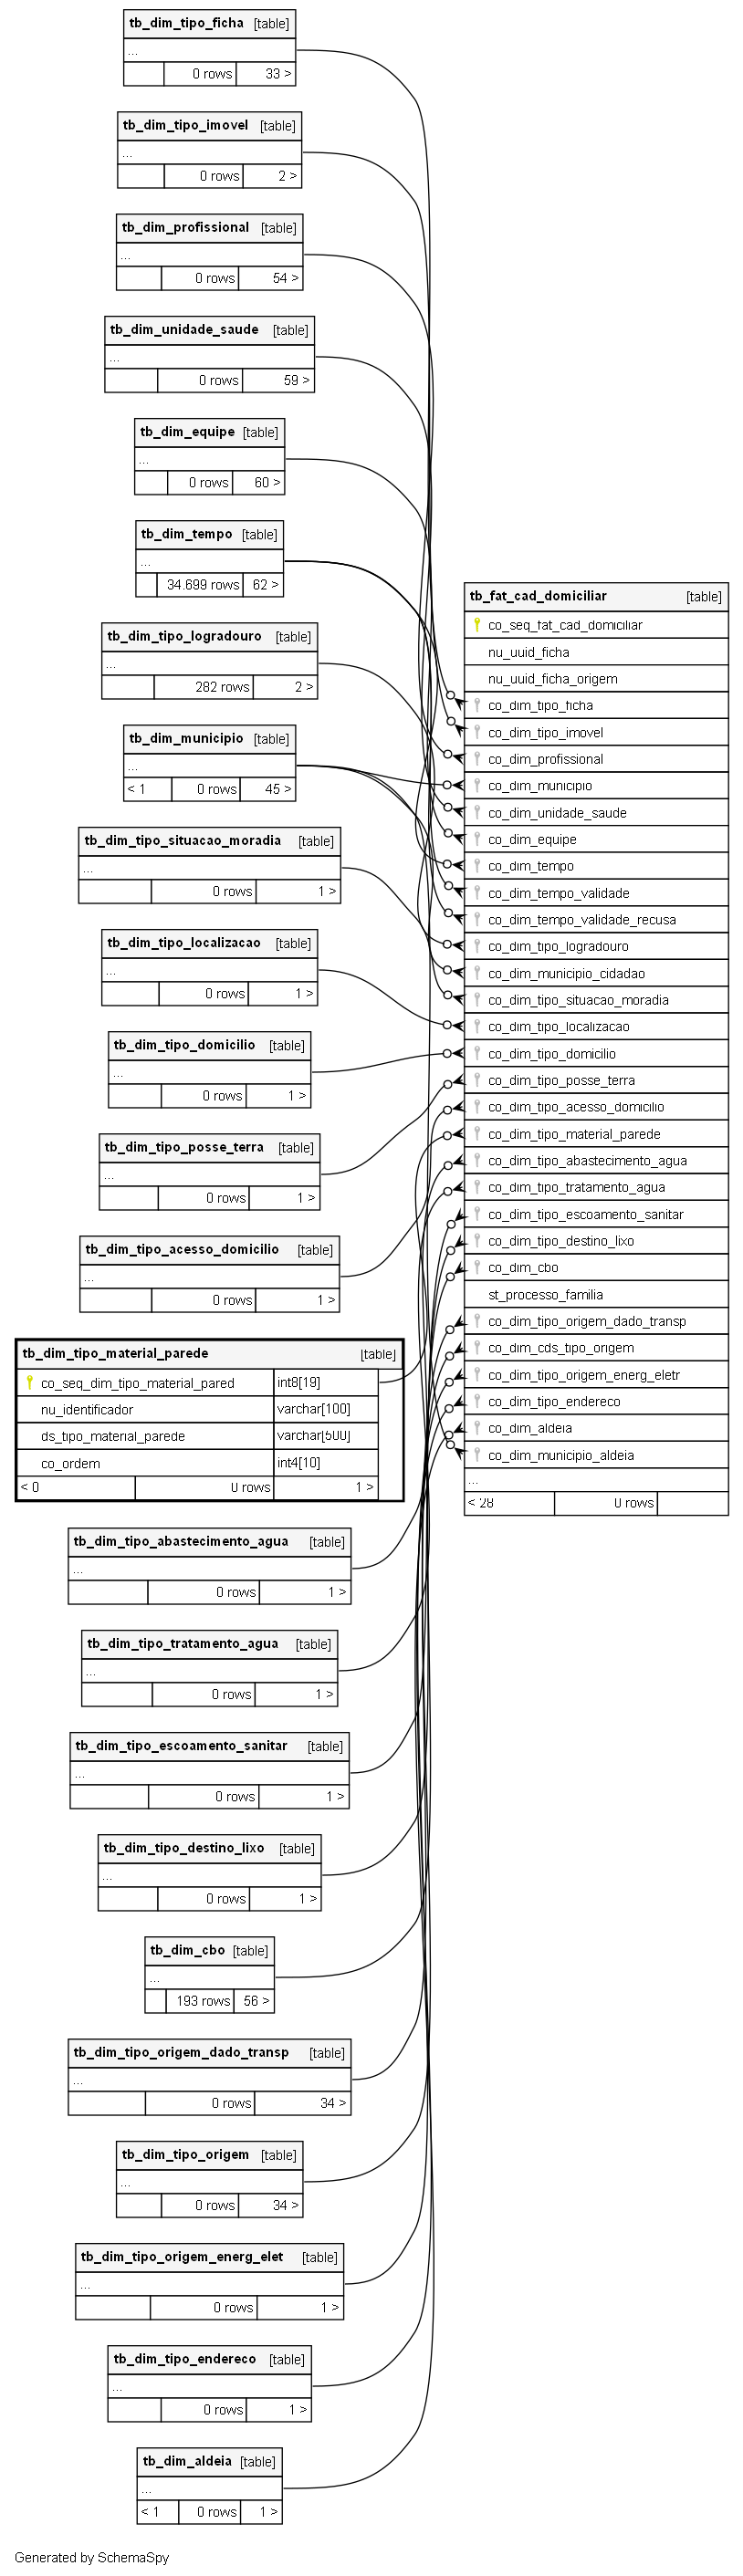 tb_dim_tipo_ficha [table]
...
0 rows 33 >
tb_dim_tipo_imovel [table]
...
0 rows 2 >
tb_dim_profissional [table]
...
0 rows 54 >
tb_dim_unidade_saude [table]
...
0 rows 59 >
tb_dim_equipe [table]
...
0 rows 60 >
tb_dim_tempo [table]
...
34.699 rows 62 >
tb_dim_tipo_logradouro [table]
...
282 rows 2 >
tb_dim_municipio [table]
...
< 1 0 rows 45 >
tb_dim_tipo_situacao_moradia [table]
...
0 rows 1 >
tb_dim_tipo_localizacao [table]
...
0 rows 1 >
tb_dim_tipo_domicilio [table]
...
0 rows 1 >
tb_dim_tipo_posse_terra [table]
...
0 rows 1 >
tb_dim_tipo_acesso_domicilio [table]
...
0 rows 1 >
tb_dim_tipo_material_parede [table]
co_seq_dim_tipo_material_pared int8[19]
nu_identificador varchar[100]
ds_tipo_material_parede varchar[500]
co_ordem int4[10]
< 0 0 rows 1 >
tb_dim_tipo_abastecimento_agua [table]
...
0 rows 1 >
tb_dim_tipo_tratamento_agua [table]
...
0 rows 1 >
tb_dim_tipo_escoamento_sanitar [table]
...
0 rows 1 >
tb_dim_tipo_destino_lixo [table]
...
0 rows 1 >
tb_dim_cbo [table]
...
193 rows 56 >
tb_dim_tipo_origem_dado_transp [table]
...
0 rows 34 >
tb_dim_tipo_origem [table]
...
0 rows 34 >
tb_dim_tipo_origem_energ_elet [table]
...
0 rows 1 >
tb_dim_tipo_endereco [table]
...
0 rows 1 >
tb_dim_aldeia [table]
...
< 1 0 rows 1 >
tb_fat_cad_domiciliar [table]
co_seq_fat_cad_domiciliar
nu_uuid_ficha
nu_uuid_ficha_origem
co_dim_tipo_ficha
co_dim_tipo_imovel
co_dim_profissional
co_dim_municipio
co_dim_unidade_saude
co_dim_equipe
co_dim_tempo
co_dim_tempo_validade
co_dim_tempo_validade_recusa
co_dim_tipo_logradouro
co_dim_municipio_cidadao
co_dim_tipo_situacao_moradia
co_dim_tipo_localizacao
co_dim_tipo_domicilio
co_dim_tipo_posse_terra
co_dim_tipo_acesso_domicilio
co_dim_tipo_material_parede
co_dim_tipo_abastecimento_agua
co_dim_tipo_tratamento_agua
co_dim_tipo_escoamento_sanitar
co_dim_tipo_destino_lixo
co_dim_cbo
st_processo_familia
co_dim_tipo_origem_dado_transp
co_dim_cds_tipo_origem
co_dim_tipo_origem_energ_eletr
co_dim_tipo_endereco
co_dim_aldeia
co_dim_municipio_aldeia
...
< 28 0 rows
Generated by SchemaSpy